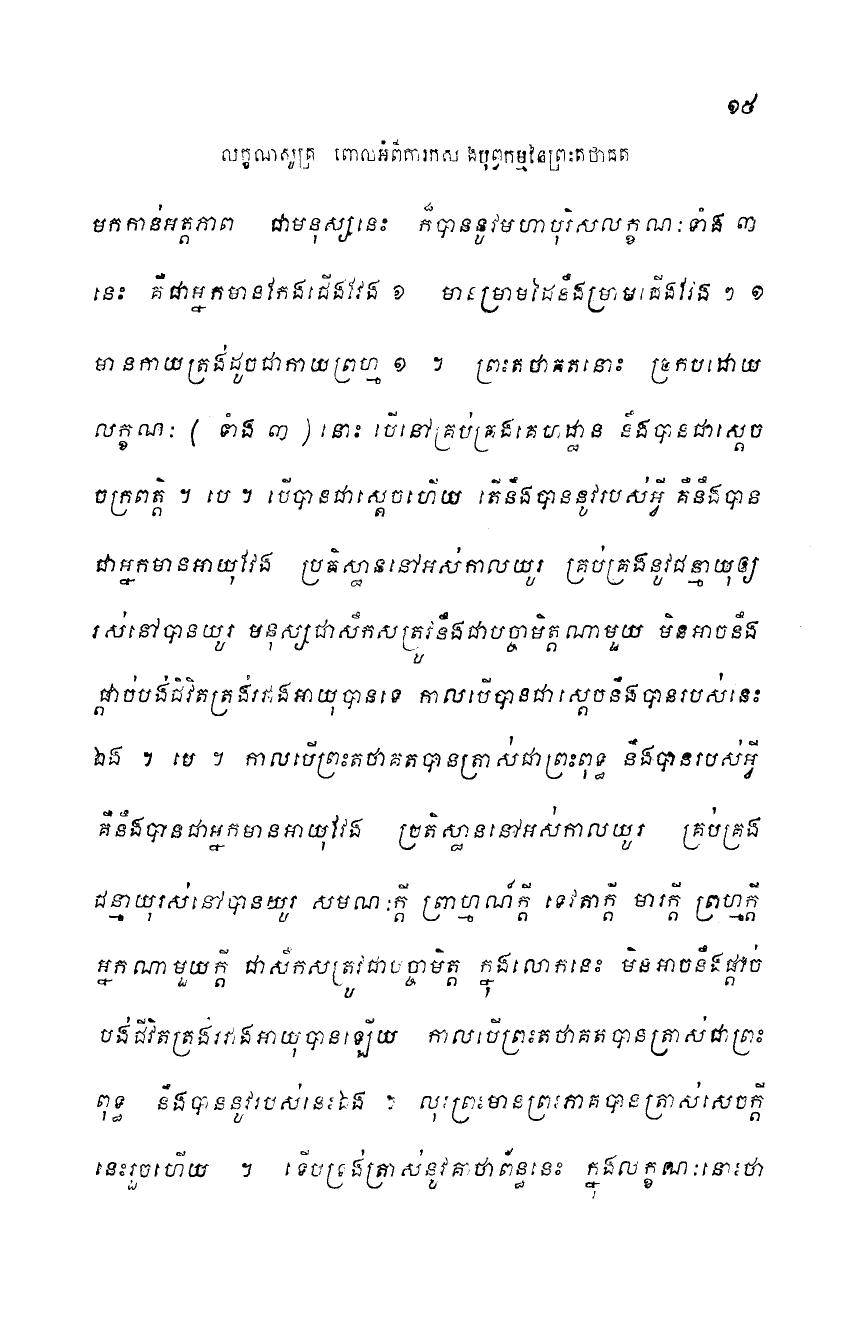 ១៥
លក្ខណសូត្រ ពោលអំពីការកសាងបុព្វកម្មនៃព្រះតថាគត
មកកាន់អត្តភាព ជាមនុស្សនេះ ក៏បាននូវមហាបុរិសលក្ខណៈទាំង ៣
នេះ គឺជាអ្នកមានកែងជើងវែង ១ មានម្រាមដៃនឹងម្រាមជើងវែង ៗ ១
មានកាយត្រង់ដូចជាកាយព្រហ្ម ១ ។ ព្រះតថាគតនោះ ទ្រកបដោយ
លក្ខណៈ ( ទាំង ៣ ) នោះ បើនៅគ្រប់គ្រងគេហដ្ឋាន នឹងបានជាស្តេច
ចក្រពត្តិ ។ បេ ។ បើបានជាស្តេចហើយ តើនឹងបាននូវរបស់អ្វី គឺនឹងបាន
ជាអ្នកមានអាយុវែង ប្រតិស្ឋាននៅអស់កាលយូរ គ្រប់គ្រងនូវជន្មាយុឲ្យ
រស់នៅបានយូរ មនុស្សជាសឹកសត្រូវនឹងជាបច្ចាមិត្តណាមួយ មិនអាចនឹង
ផ្តាច់បង់ជិវិតត្រង់រវាងអាយុបានទេ កាលបើបានជាស្តេចនឹងបានរបស់នេះ
ឯង ។ បេ ។ កាលបើព្រះតថាគតបានត្រាស់ជាព្រះពុទ្ធ នឹងបានរបស់អ្វី
គឺនឹងបានជាអ្នកមានអាយុវែង ប្រតិស្ឋាននៅអស់កាលយូរ គ្រប់គ្រង
ជន្មាយុរស់នៅបានយូរ សមណៈក្តី ព្រាហ្មណ៍ក្តី ទេវតាក្តី មារក្តី ព្រហ្មក្តី
អ្នកណាមួយក្តី ជាសឹកសត្រូវជាបច្ចាមិត្ត ក្នុងលោកនេះ មិនអាចនឹងផ្តាច់
បង់ជីវិតត្រង់រវាងអាយុបានឡើយ កាលបើព្រះតថាគតបានត្រាស់ជាព្រះ
ពុទ្ធ នឹងបាននូវរបស់នេះឯង ។ លុះព្រះមានព្រះភាគបានត្រាស់សេចក្តី
នេះរួចហើយ ។ ទើបទ្រង់ត្រាស់នូវគាថាព័ន្ធនេះ ក្នុងលក្ខណៈនោះថា